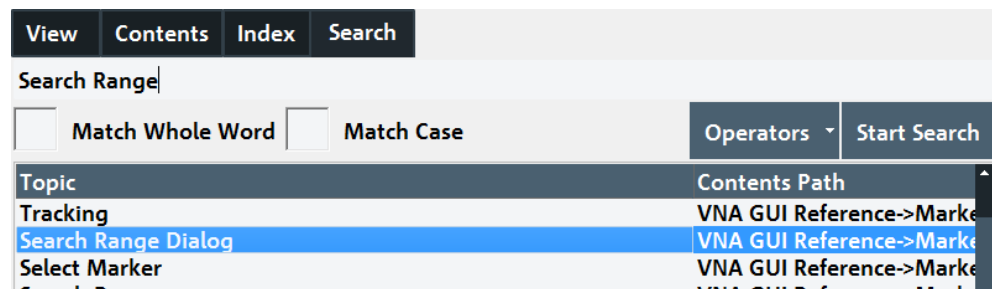 View Contents Index Search
Search Range
Match Whole Word Match Case Operators Start Search
Topic Contents Path
Tracking VNA GUI Reference->Marke
Search Range Dialog VNA GUI Reference->Marke
Select Marker VNA GUI Reference->Marke